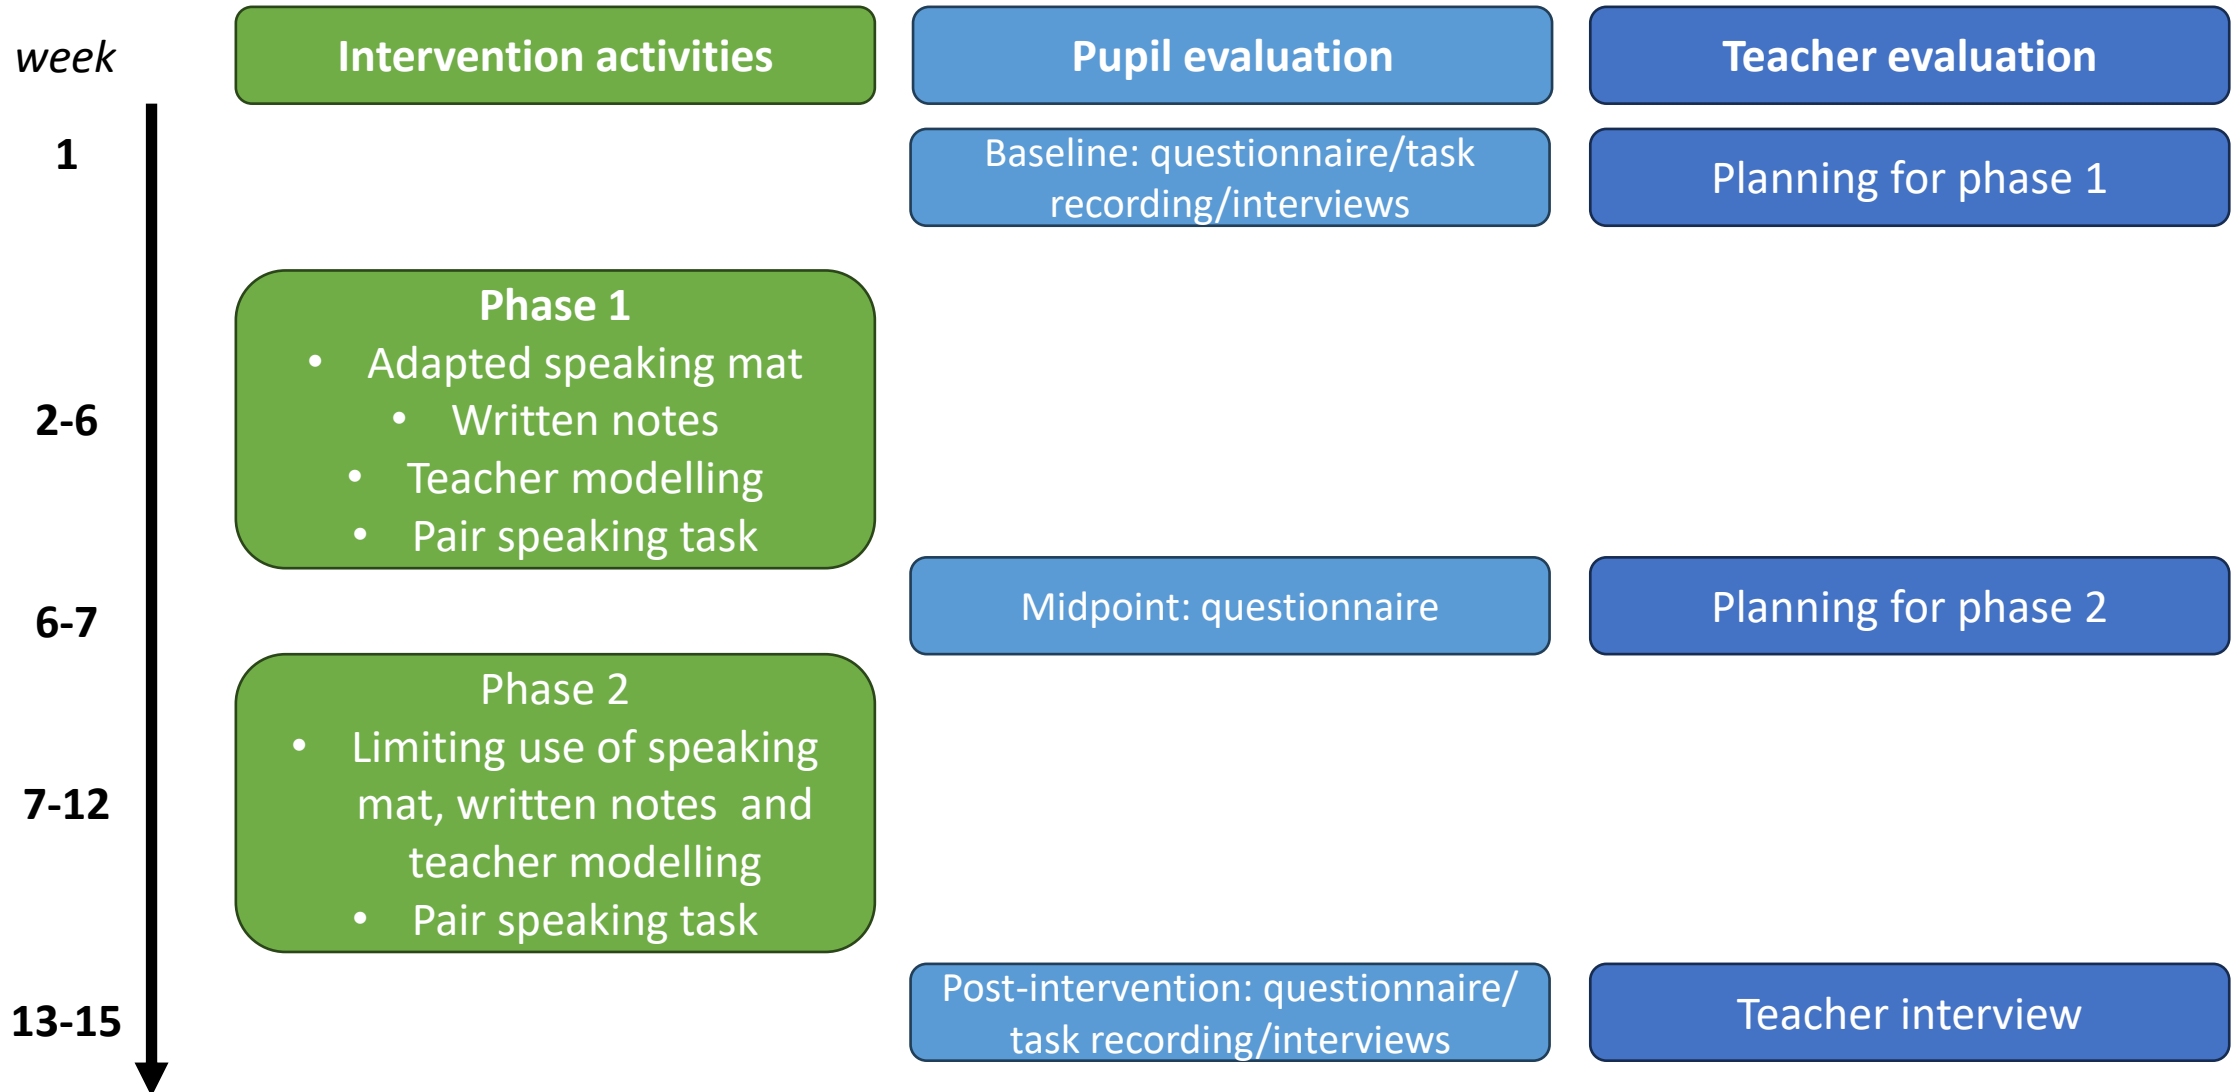 week
Intervention activities
Pupil evaluation
Teacher evaluation
1
Baseline: questionnaire/task
recording/interviews
Planning for phase 1
2-6
Phase 1
• Adapted speaking mat
• Written notes
• Teacher modelling
• Pair speaking task
6-7
Midpoint: questionnaire
Planning for phase 2
7-12
Phase 2
• Limiting use of speaking
mat, written notes  and
teacher modelling
• Pair speaking task
13-15
Post-intervention: questionnaire/
task recording/interviews
Teacher interview